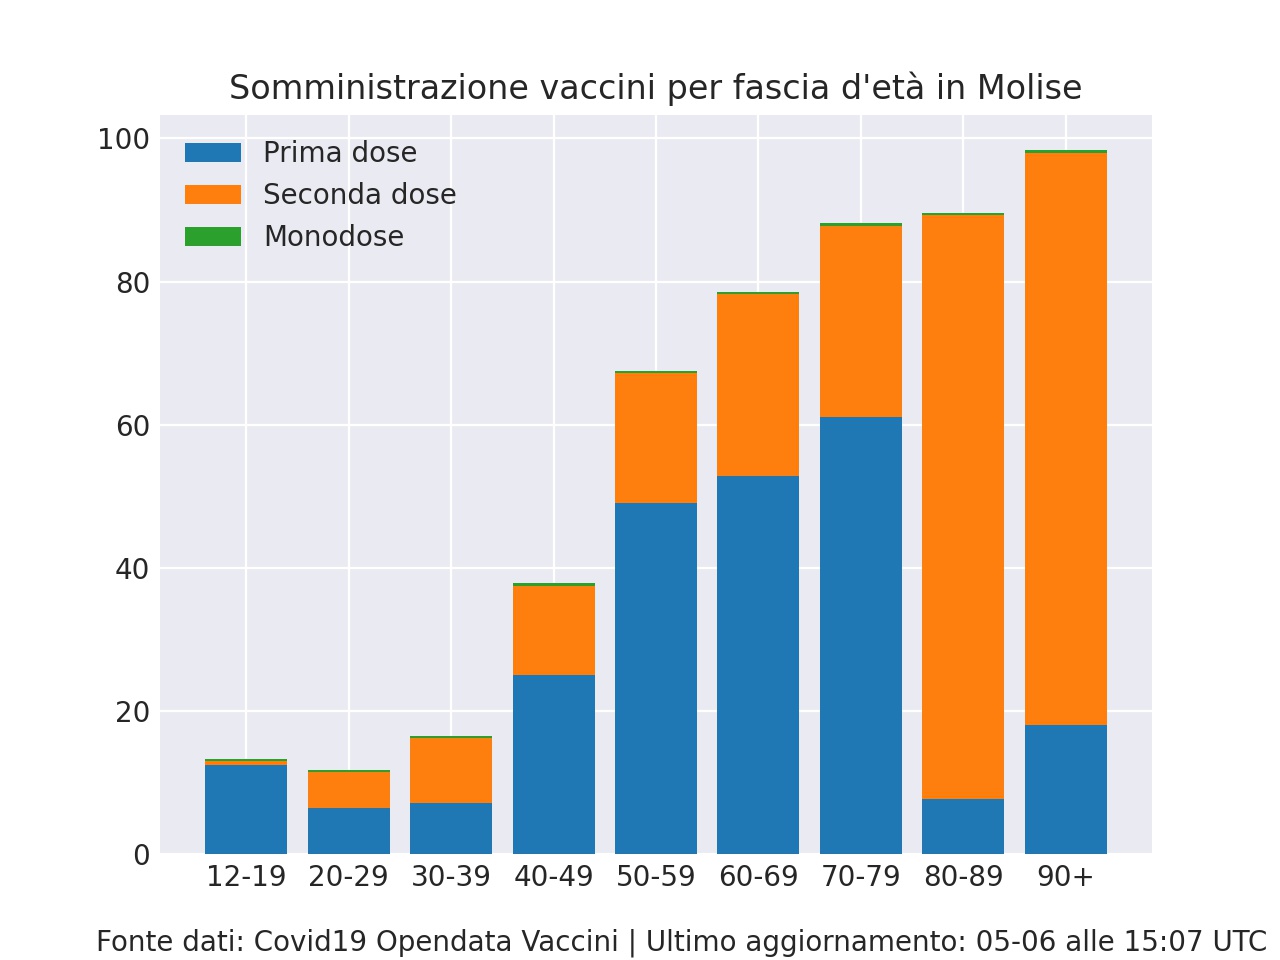 Somministrazione vaccini per fascia d'età in Molise
100
80
60
40
20
0
Prima dose
Seconda dose
Monodose
12-19 20-29 30-39 40-49 50-59 60-69 70-79 80-89 90+
Fonte dati: Covid19 Opendata Vaccini | Ultimo aggiornamento: 05-06 alle 15:07 UTC